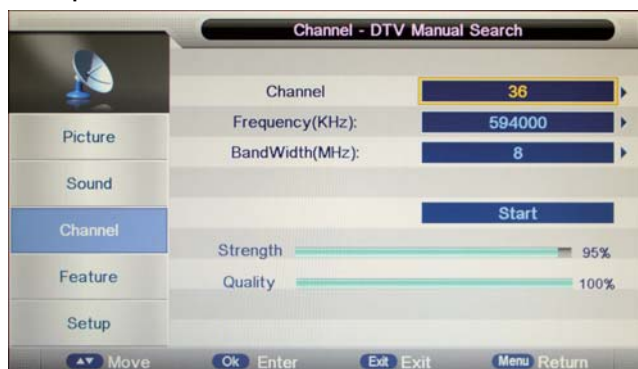 Channel - DTV Manual Search
Channel 36
Frequency(KHz): 594000
BandWidth(MHz): 8
Start
Strength 95%
Quality 100%
Picture
Sound
Channel
Feature
Setup
Move Ok Enter Exit Exit Menu Return